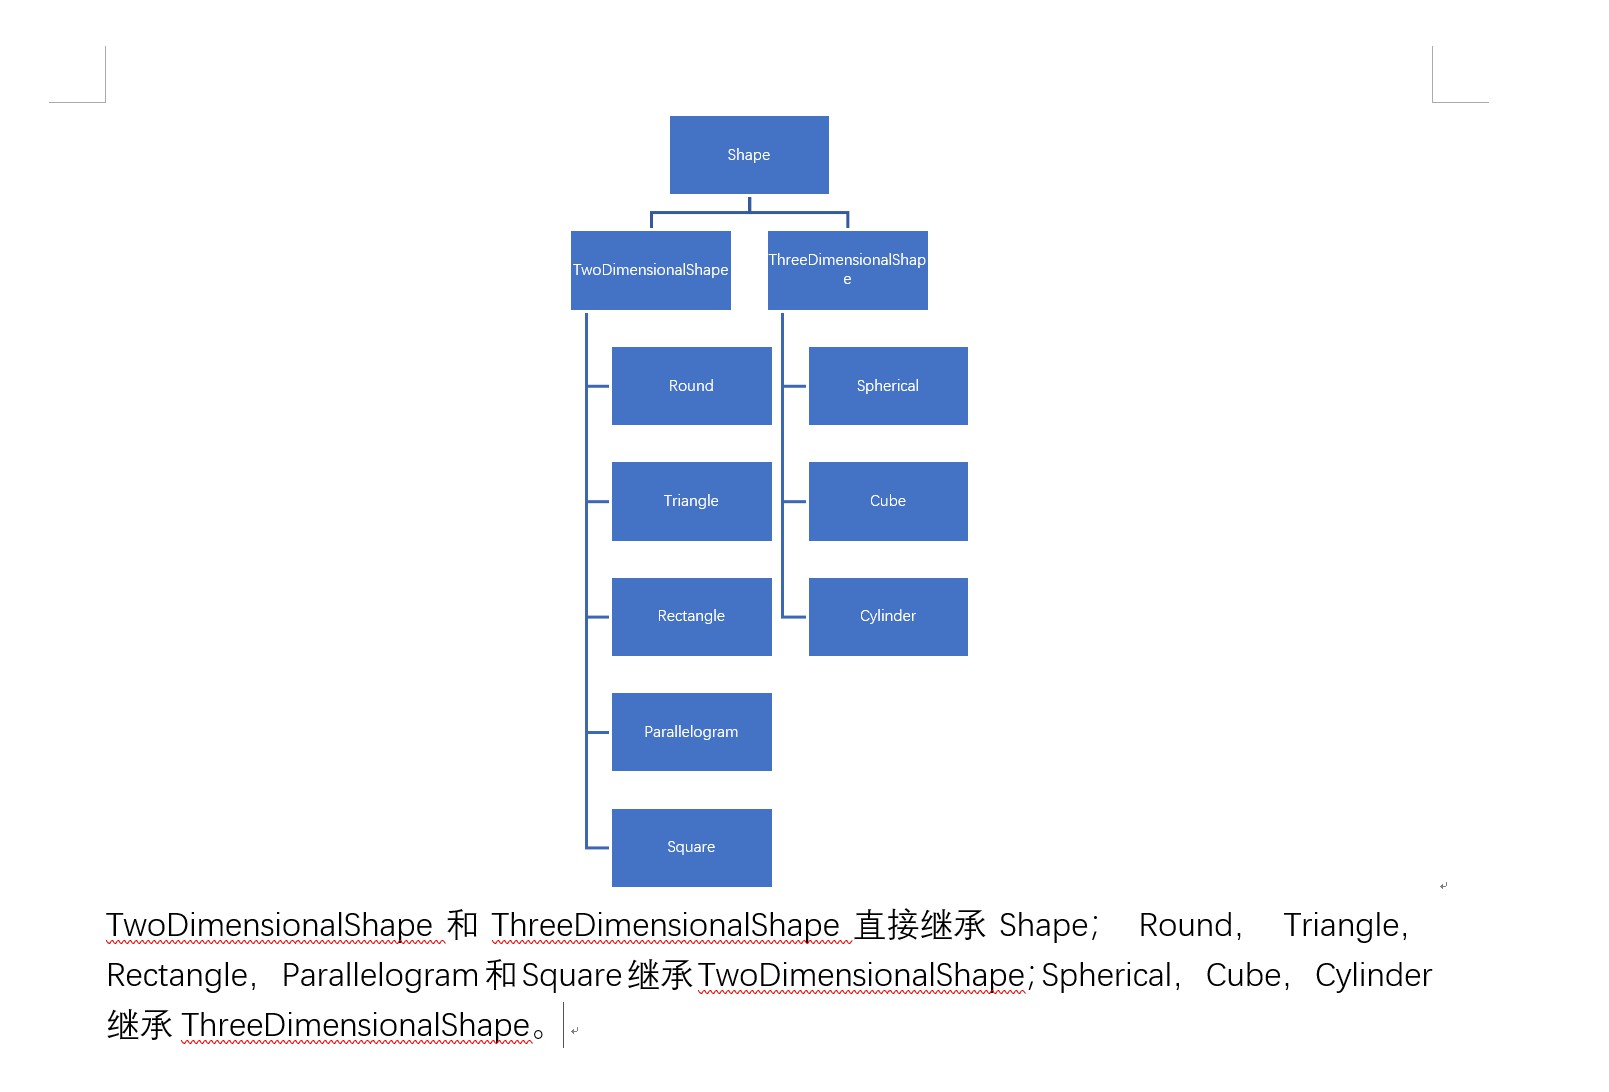 Shape
TwoDimensionalShape
ThreeDimensionalShap
e
Round
Spherical
Triangle
Cube
Rectangle
Cylinder
Parallelogram
Square
TwoDimensionalShape 和 ThreeDimensionalShape 直接继承 Shape； Round， Triangle，
Rectangle，Parallelogram 和 Square 继承 TwoDimensionalShape;Spherical，Cube，Cylinder
继承 ThreeDimensionalShape。